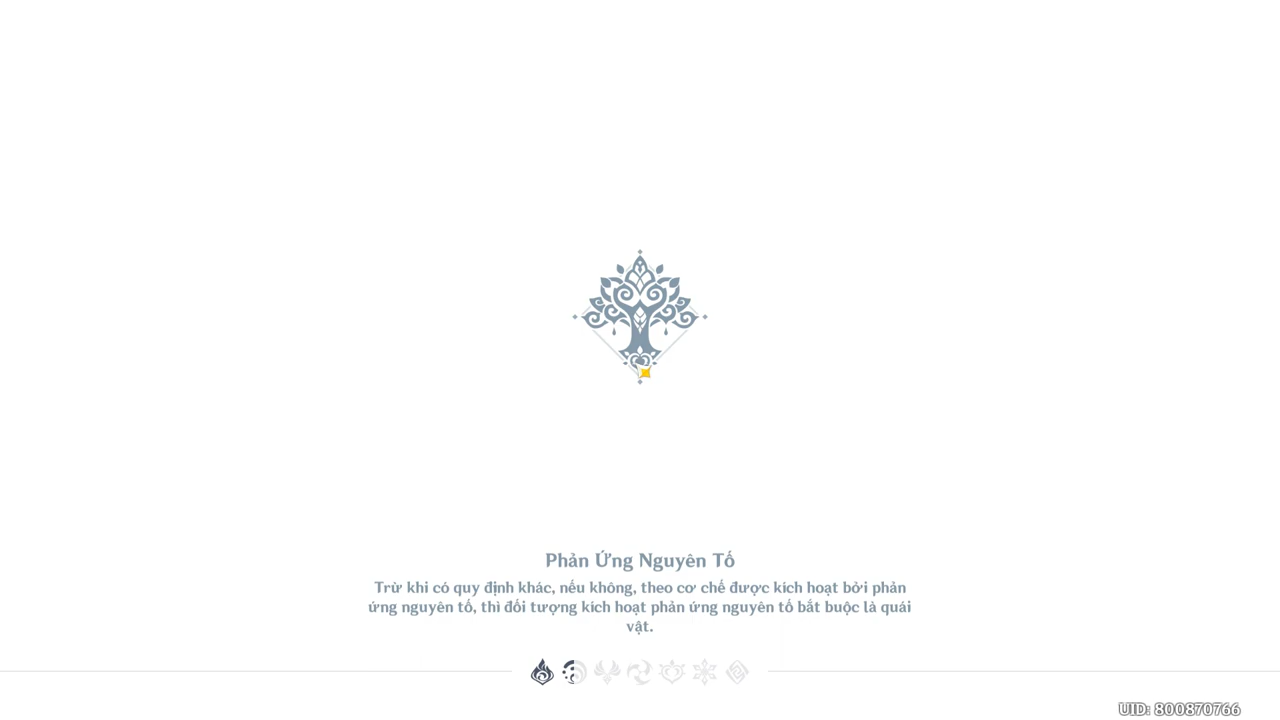 Phản Ứng Nguyên Tố
Trừ khi có quy định khác, nếu không, theo cơ chế được kích hoạt bởi phản
ứng nguyên tố, thì đối tượng kích hoạt phản ứng nguyên tố bắt buộc là quái
vật.
UID: 800870766